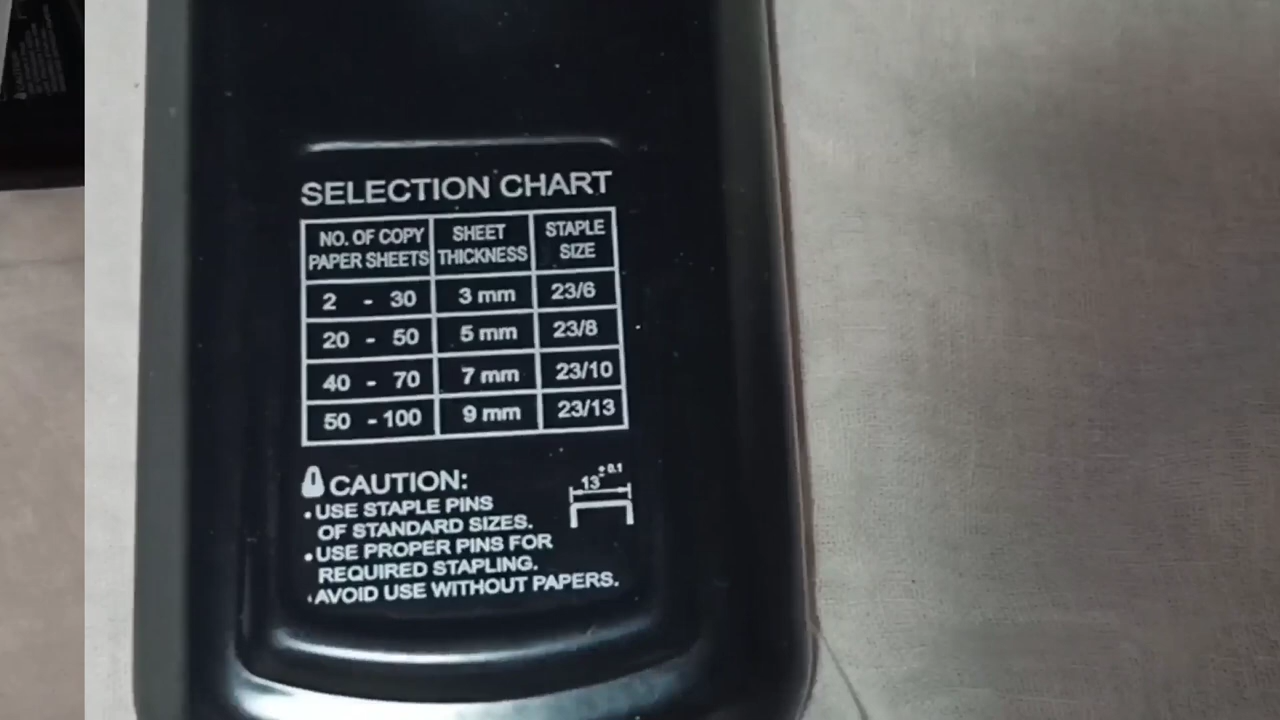 SELECTION CHART
NO. OF COPY PAPER SHEETS SHEET THICKNESS STAPLE SIZE
2 - 30 3 mm 23/6
20 - 50 5 mm 23/8
40 - 70 7 mm 23/10
50 - 100 9 mm 23/13
CAUTION:
• USE STAPLE PINS
OF STANDARD SIZES.
• USE PROPER PINS FOR
REQUIRED STAPLING.
• AVOID USE WITHOUT PAPERS.
13 ± 0.1